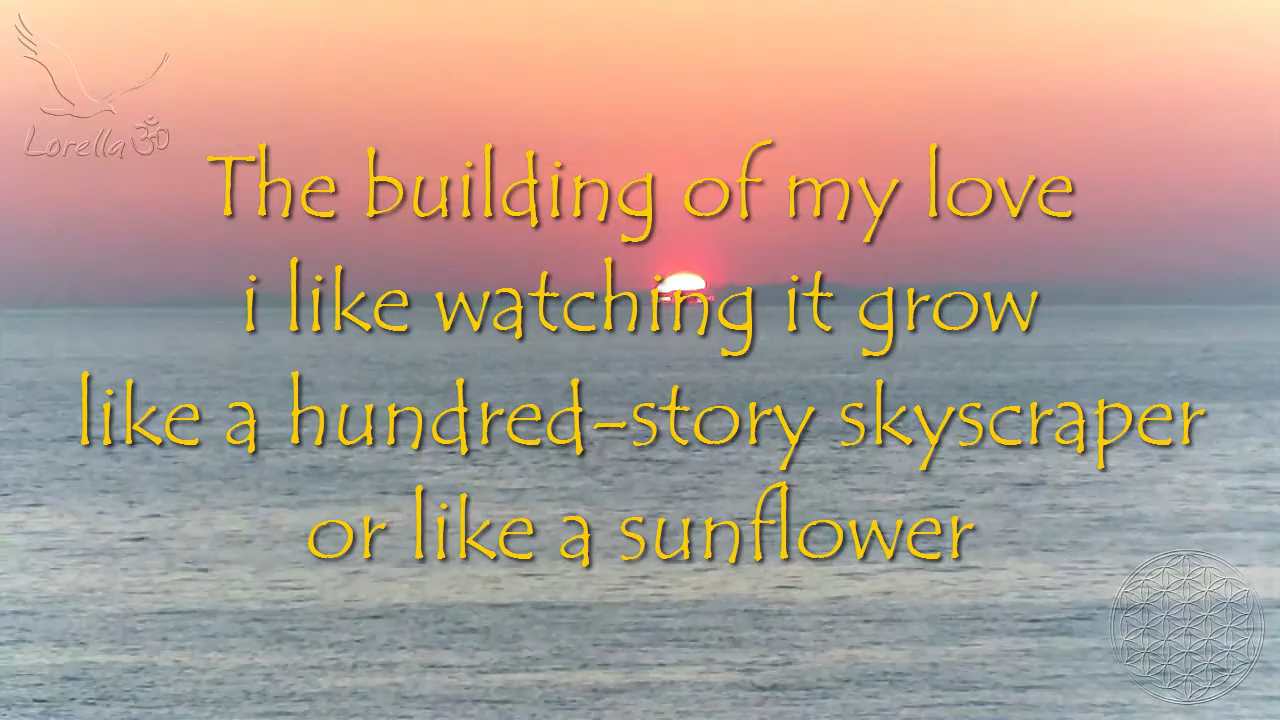 Lorella ॐ
The building of my love
i like watching it grow
like a hundred-story skyscraper
or like a sunflower